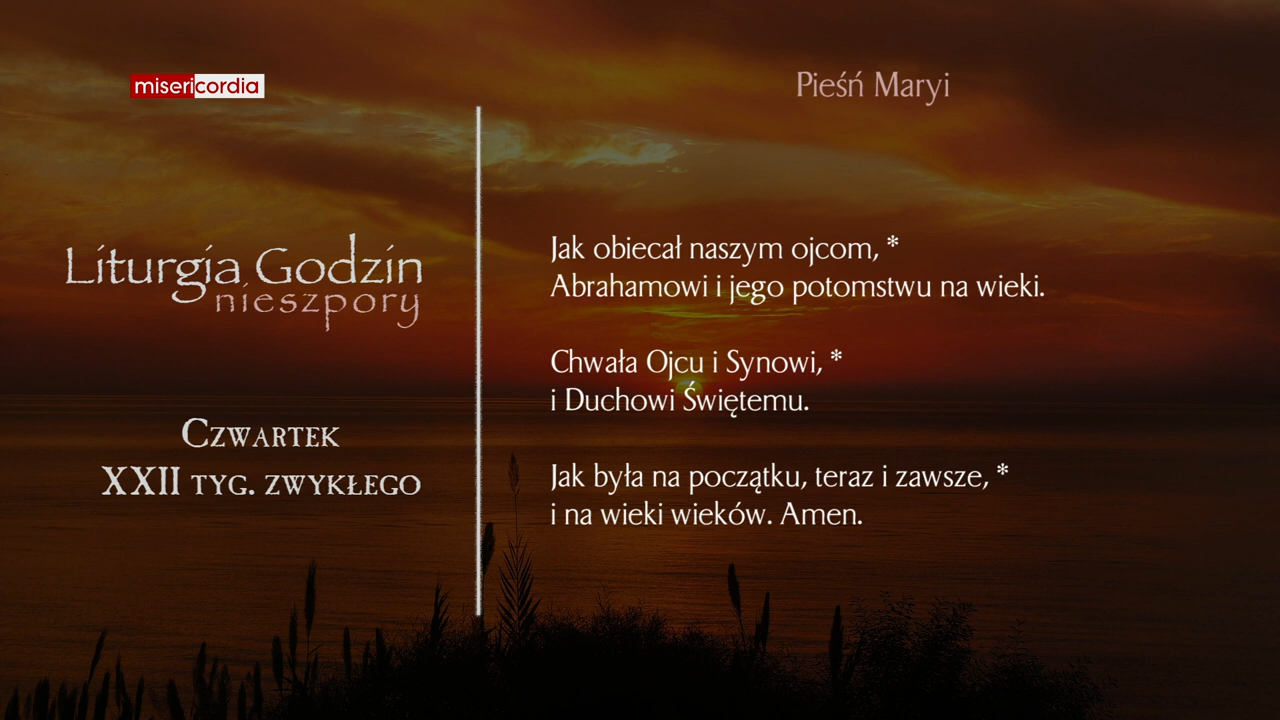 misericordia
Liturgia Godzin
nieszpory
Czwartek
XXII tyg. zwykłego
Pieśń Maryi
Jak obiecał naszym ojcom, *
Abrahamowi i jego potomstwu na wieki.
Chwała Ojcu i Synowi, *
i Duchowi Świętemu.
Jak była na początku, teraz i zawsze, *
i na wieki wieków. Amen.